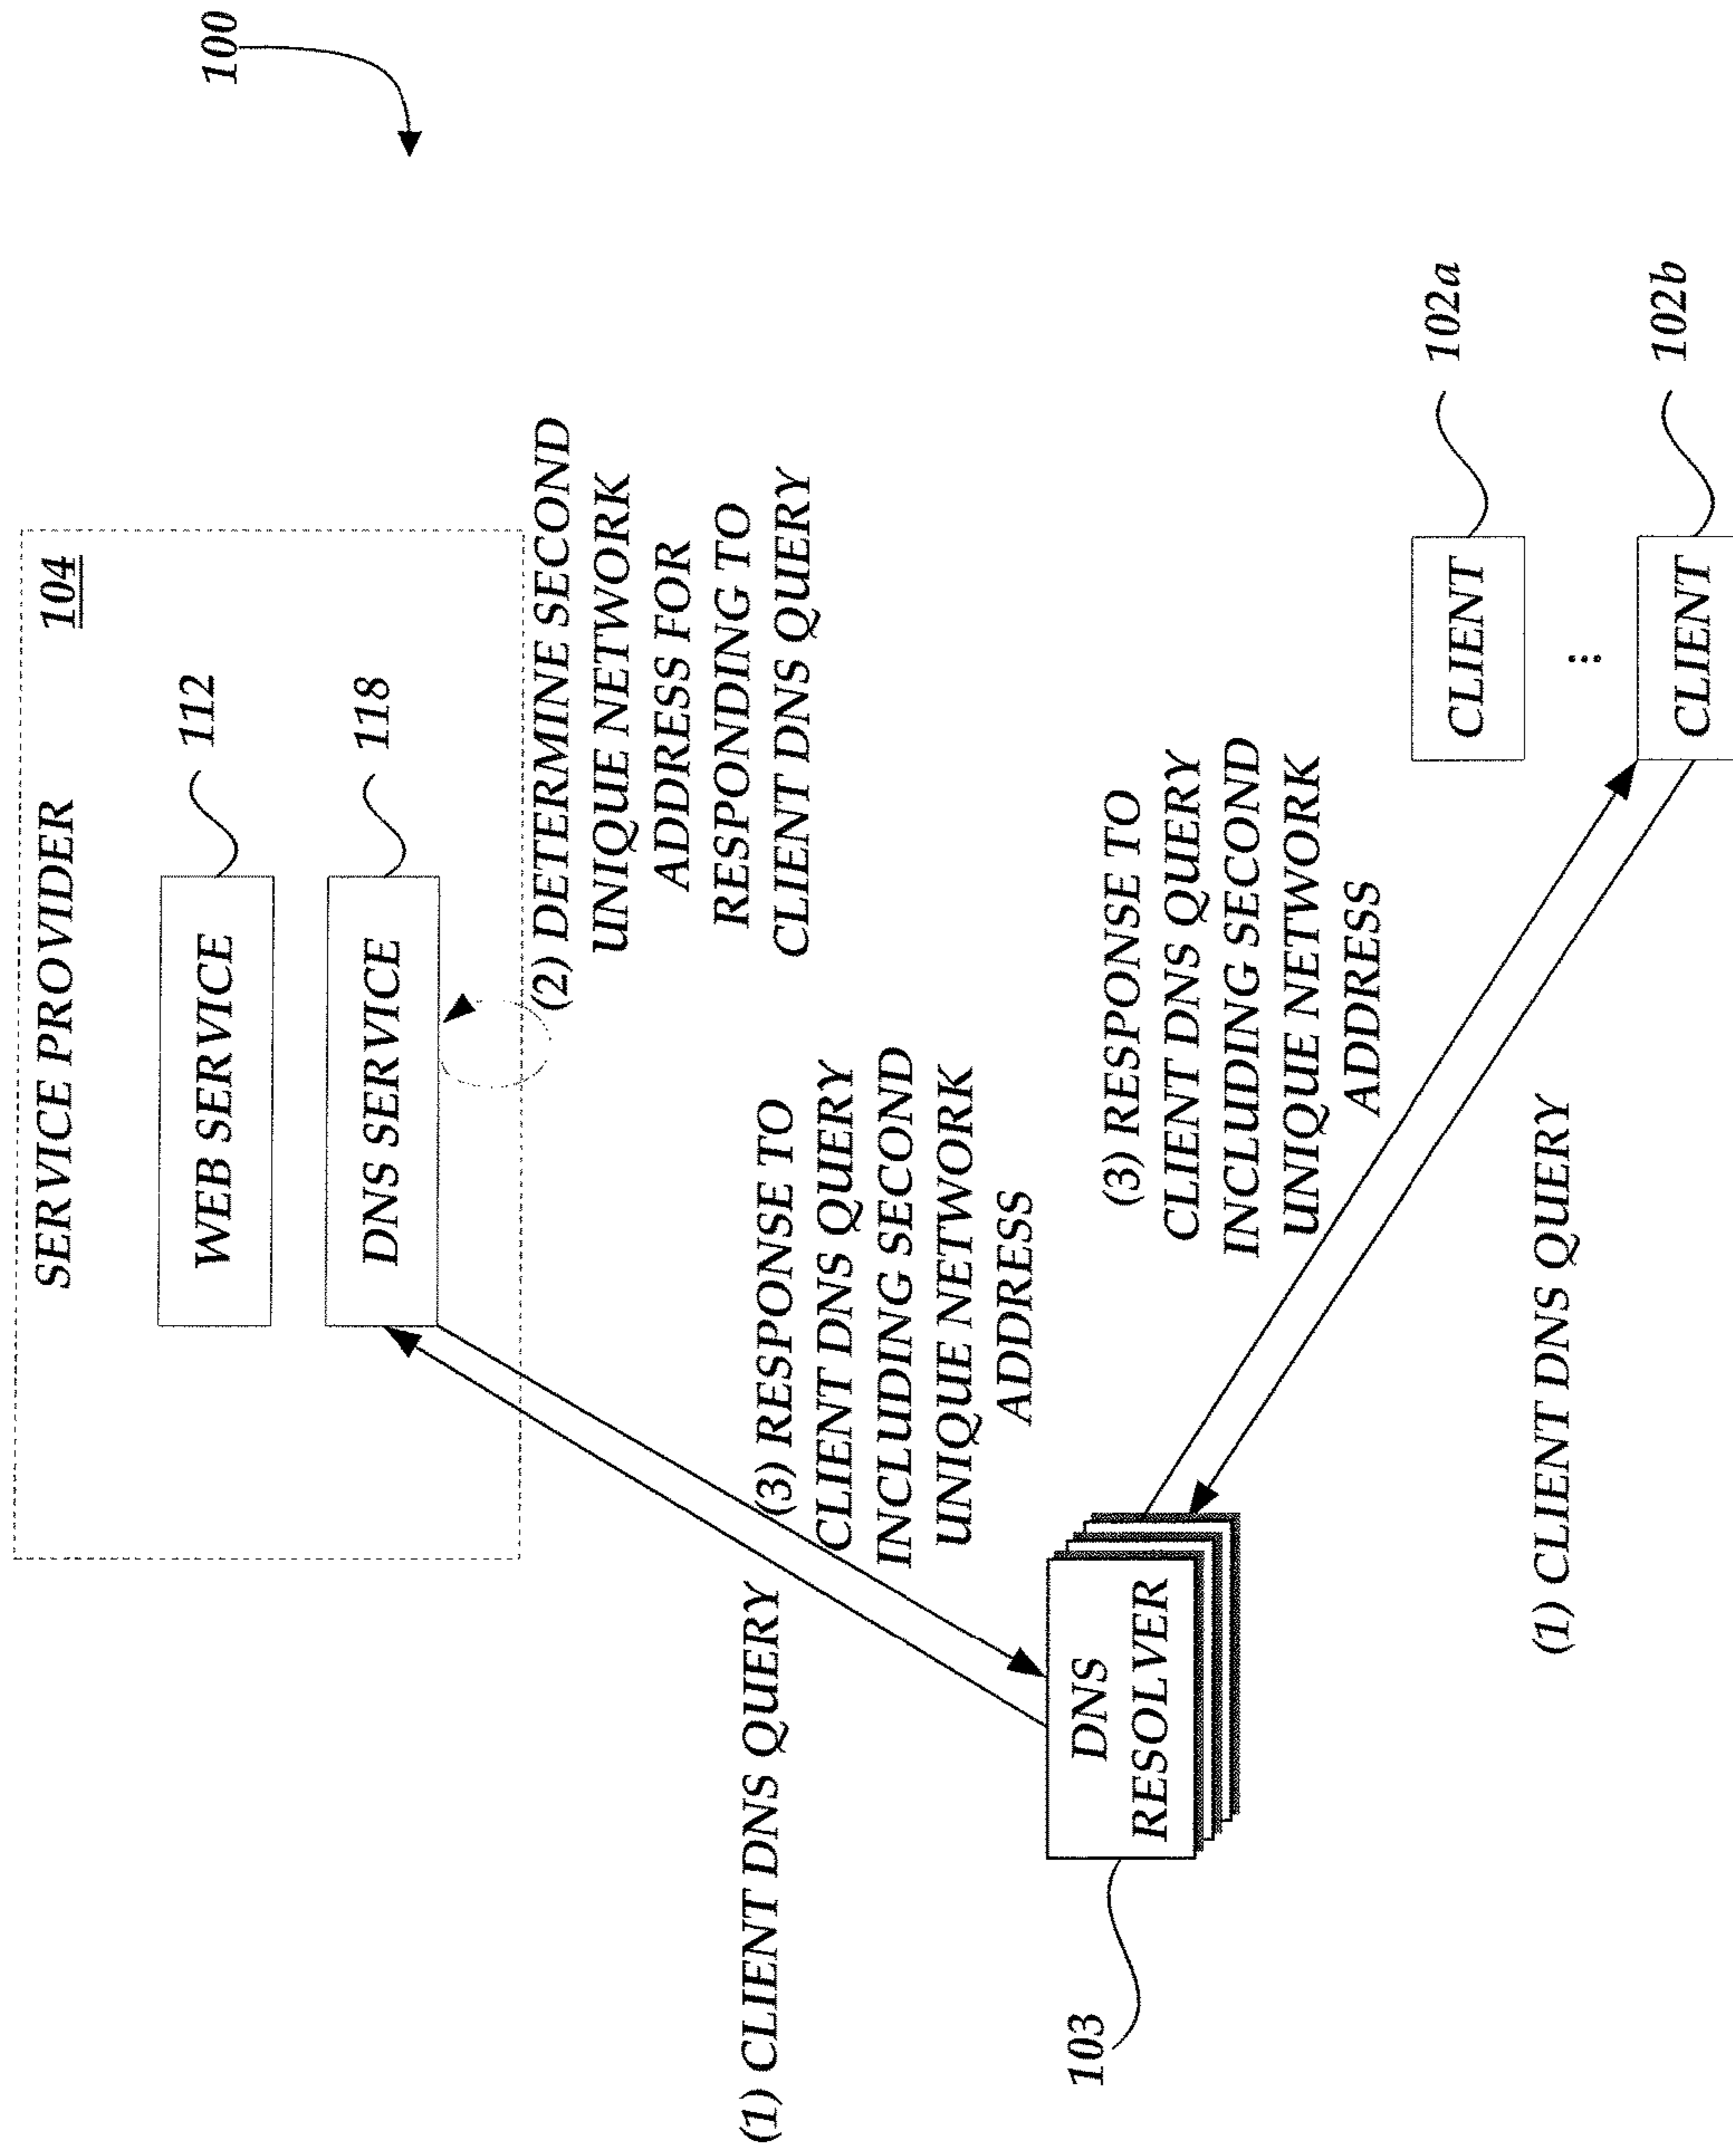 100
SERVICE PROVIDER
104
WEB SERVICE
112
DNS SERVICE
118
(2) DETERMINE SECOND
UNIQUE NETWORK
ADDRESS FOR
RESPONDING TO
CLIENT DNS QUERY
(1) CLIENT DNS QUERY
(3) RESPONSE TO
CLIENT DNS QUERY
INCLUDING SECOND
UNIQUE NETWORK
ADDRESS
103
DNS
RESOLVER
(3) RESPONSE TO
CLIENT DNS QUERY
INCLUDING SECOND
UNIQUE NETWORK
ADDRESS
(1) CLIENT DNS QUERY
CLIENT
102a
...
CLIENT
102b